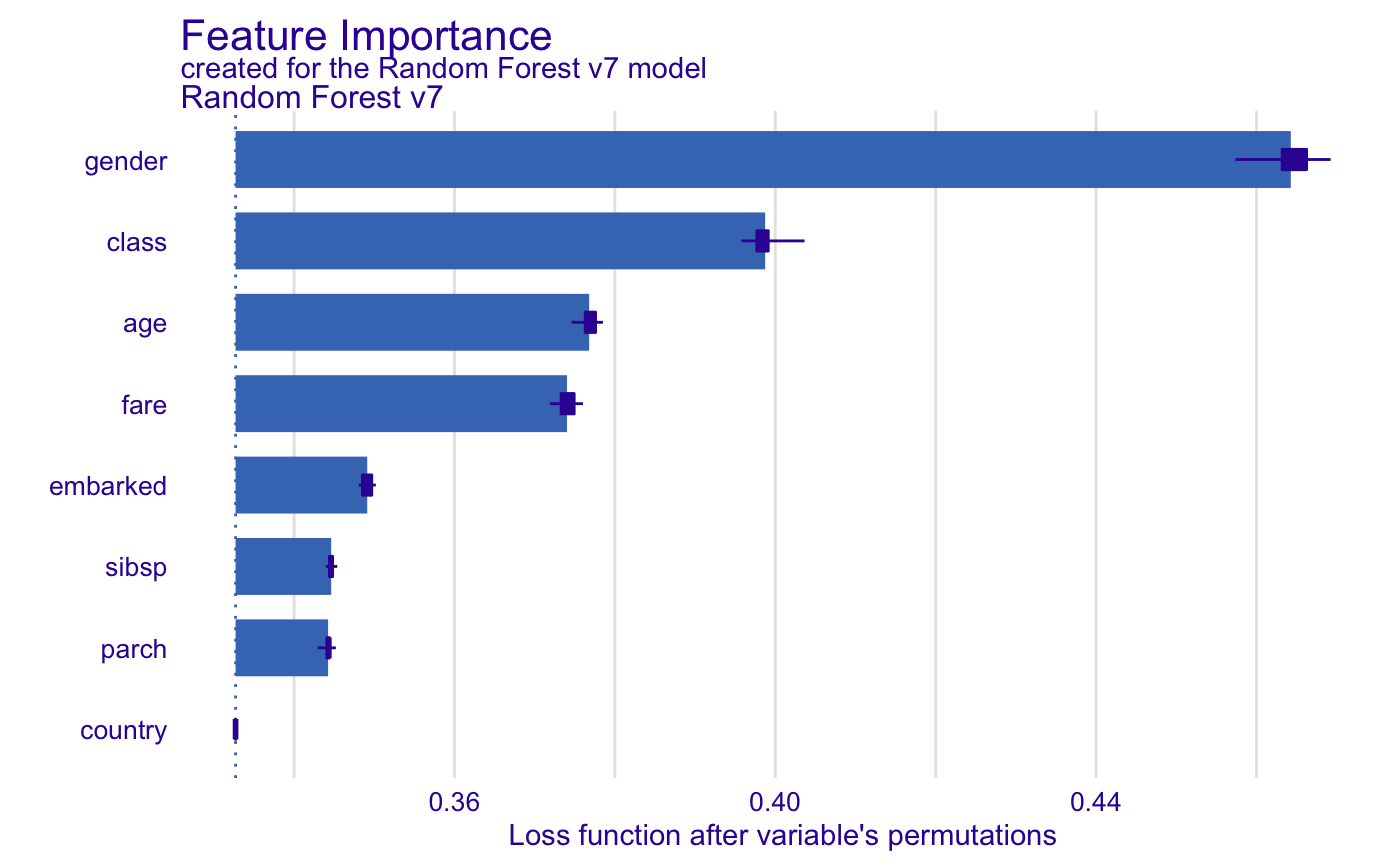 Feature Importance
created for the Random Forest v7 model
Random Forest v7
gender
class
age
fare
embarked
sibsp
parch
country
0.36 0.40 0.44
Loss function after variable's permutations